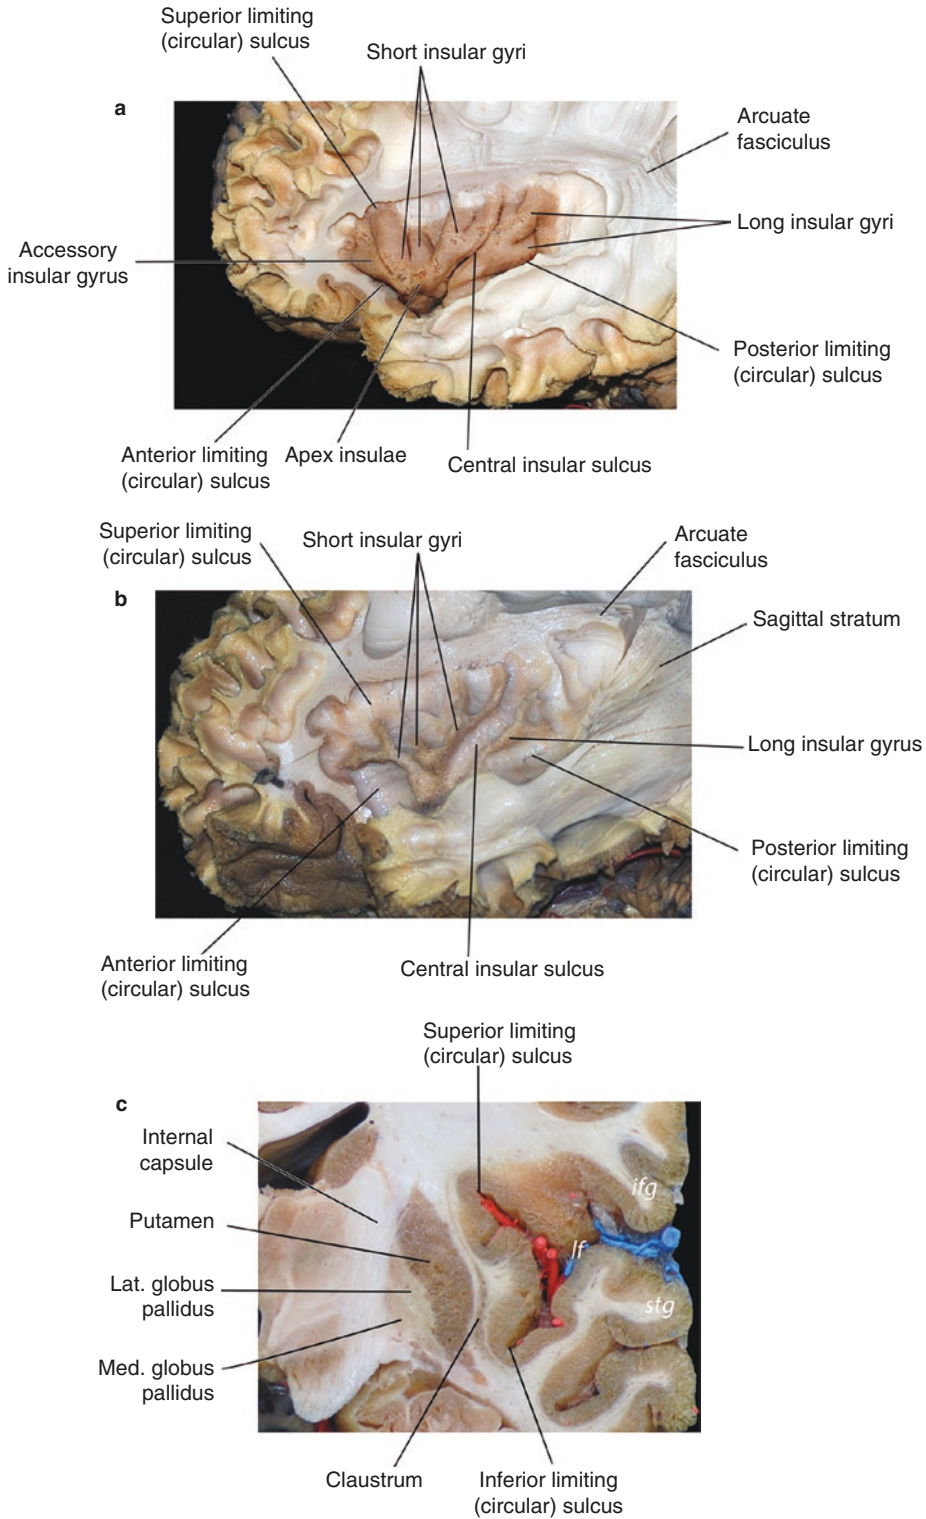 Superior limiting
(circular) sulcus
Short insular gyri
a
Arcuate
fasciculus
Long insular gyri
Accessory
insular gyrus
Posterior limiting
(circular) sulcus
Anterior limiting
(circular) sulcus
Apex insulae
Central insular sulcus
Superior limiting
(circular) sulcus
Short insular gyri
Arcuate
fasciculus
b
Sagittal stratum
Long insular gyrus
Posterior limiting
(circular) sulcus
Anterior limiting
(circular) sulcus
Central insular sulcus
Superior limiting
(circular) sulcus
c
Internal
capsule
ifg
Putamen
lf
Lat. globus
pallidus
stg
Med. globus
pallidus
Claustrum
Inferior limiting
(circular) sulcus